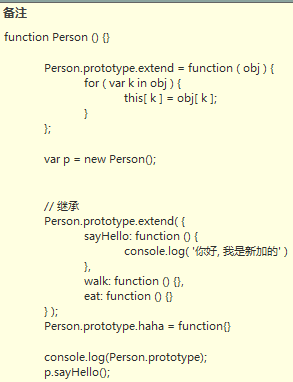 备注
function Person () {}
Person.prototype.extend = function ( obj ) {
for ( var k in obj ) {
this[ k ] = obj[ k ];
}
};
var p = new Person();
// 继承
Person.prototype.extend( {
sayHello: function () {
console.log( '你好, 我是新加的' )
},
walk: function () {},
eat: function () {}
} );
Person.prototype.haha = function{}
console.log(Person.prototype);
p.sayHello();